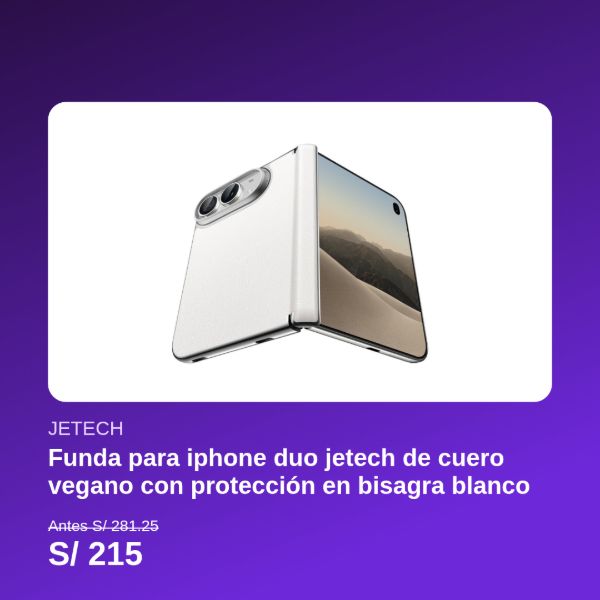 JETECH
Funda para iphone duo jetech de cuero
vegano con protección en bisagra blanco
Antes S/ 281.25
S/ 215